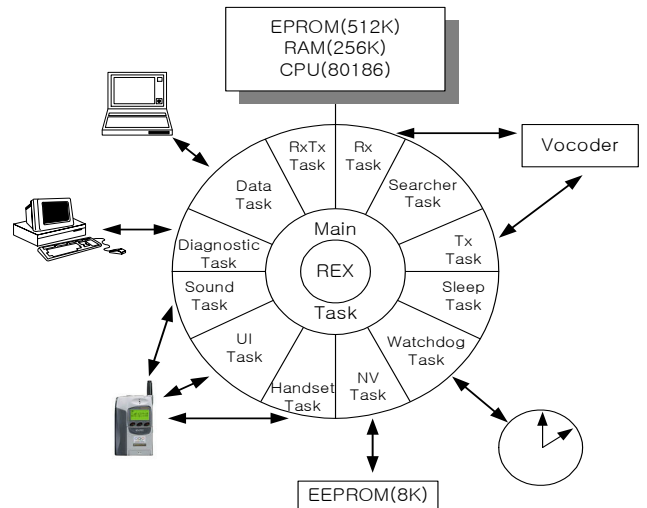 EPROM(512K)
RAM(256K)
CPU(80186)
Vocoder
RxTx
Task
Rx
Task
Searcher
Task
Tx
Task
Sleep
Task
Watchdog
Task
NV
Task
Handset
Task
UI
Task
Sound
Task
Diagnostic
Task
Data
Task
Main
REX
Task
EEPROM(8K)